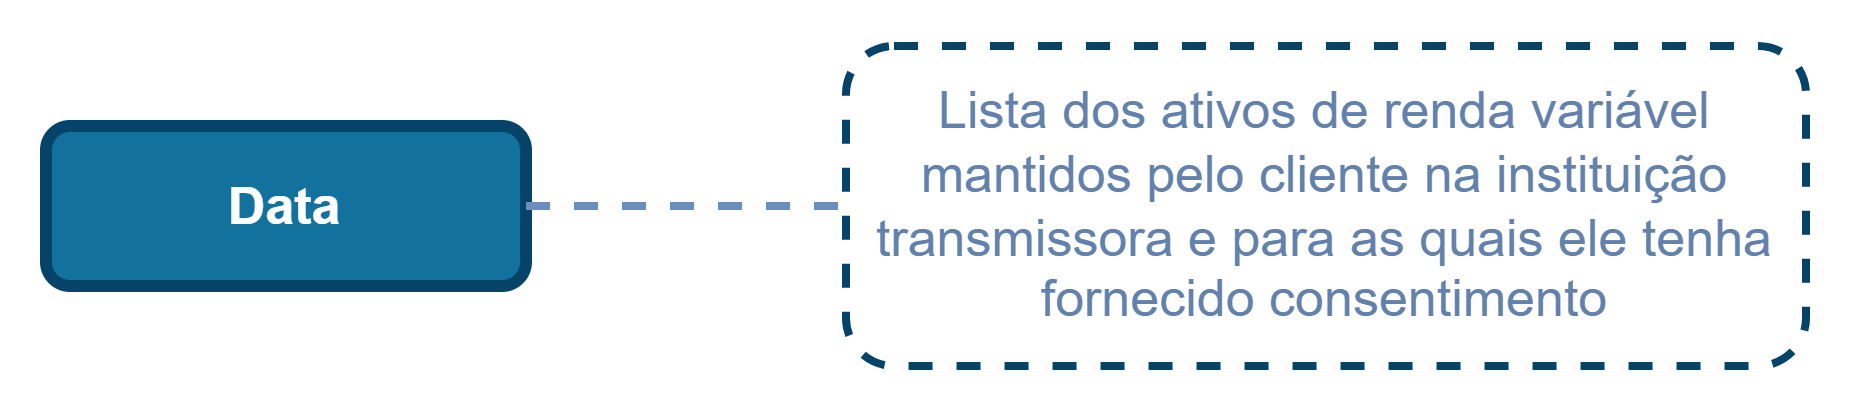 Data
Lista dos ativos de renda variável
mantidos pelo cliente na instituição
transmissora e para as quais ele tenha
fornecido consentimento